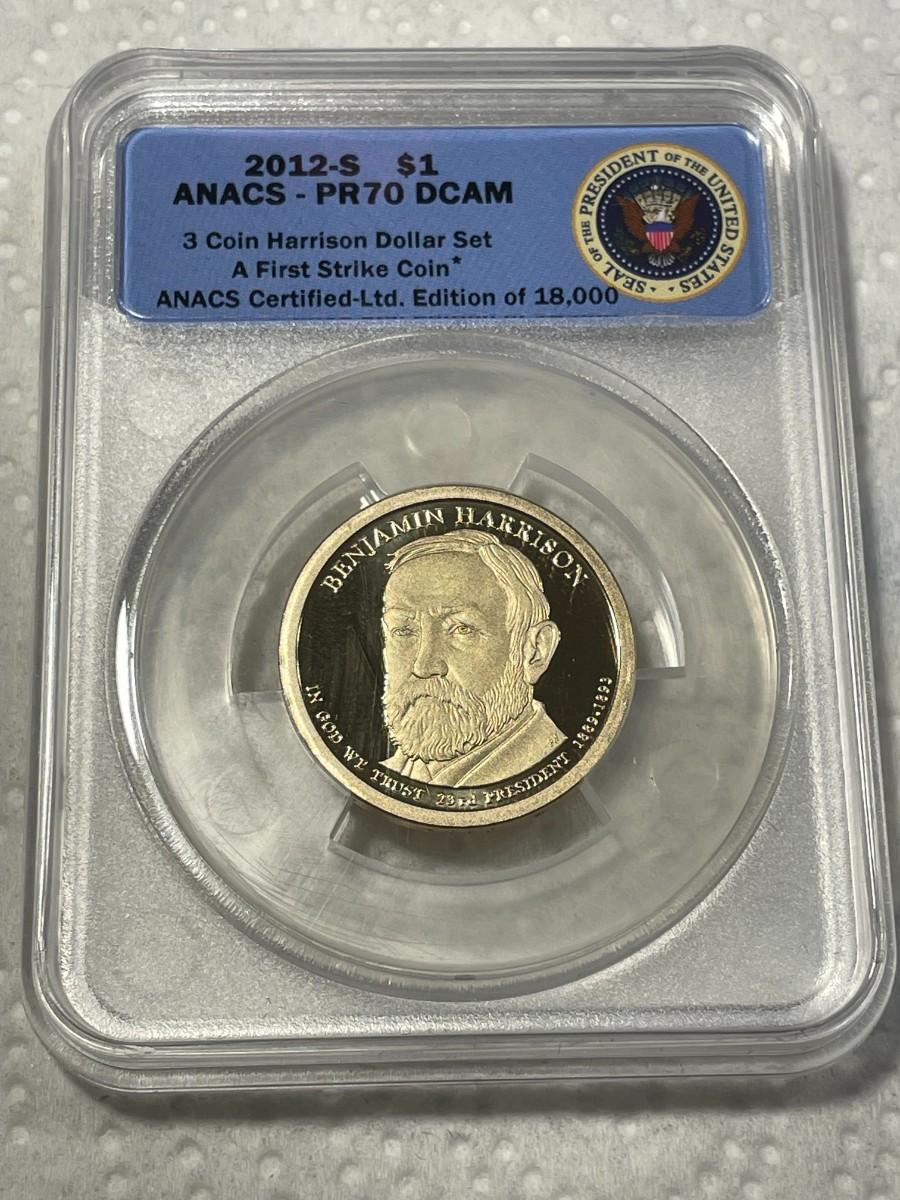 2012-S $1
ANACS - PR70 DCAM
3 Coin Harrison Dollar Set
A First Strike Coin*
ANACS Certified-Ltd. Edition of 18,000
SEAL OF THE PRESIDENT OF THE UNITED STATES
BENJAMIN HARRISON
IN GOD WE TRUST 23rd PRESIDENT 1889-1893